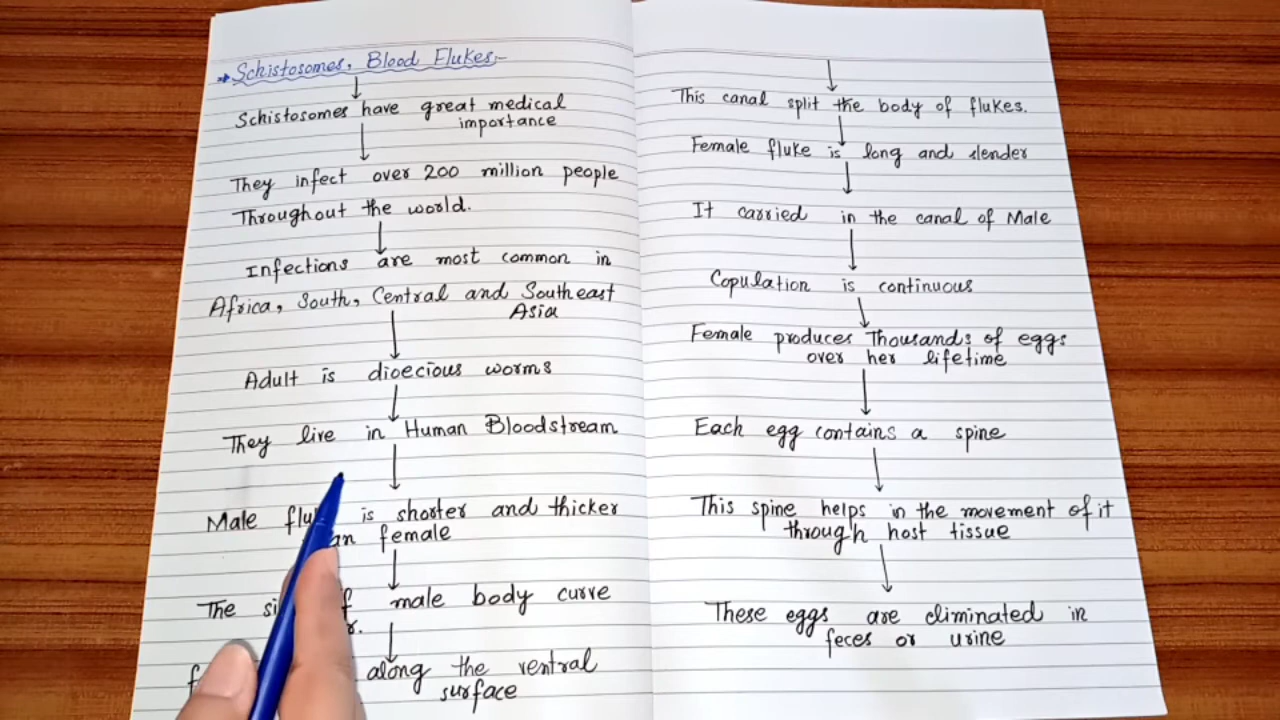 Schistosomes, Blood Flukes:-
Schistosomes have great medical
importance
They infect over 200 million people
Throughout the world.
Infections are most common in
Africa, South, Central and Southeast
Asia
Adult is dioecious worms
They live in Human Bloodstream
Male is shorter and thicker
female
The male body curve
along the ventral
surface
This canal split the body of flukes.
Female fluke is long and slender
It carried in the canal of Male
Copulation is continuous
Female produces Thousands of eggs
over her lifetime
Each egg contains a spine
This spine helps in the movement of it
through host tissue
These eggs are eliminated in
feces or urine